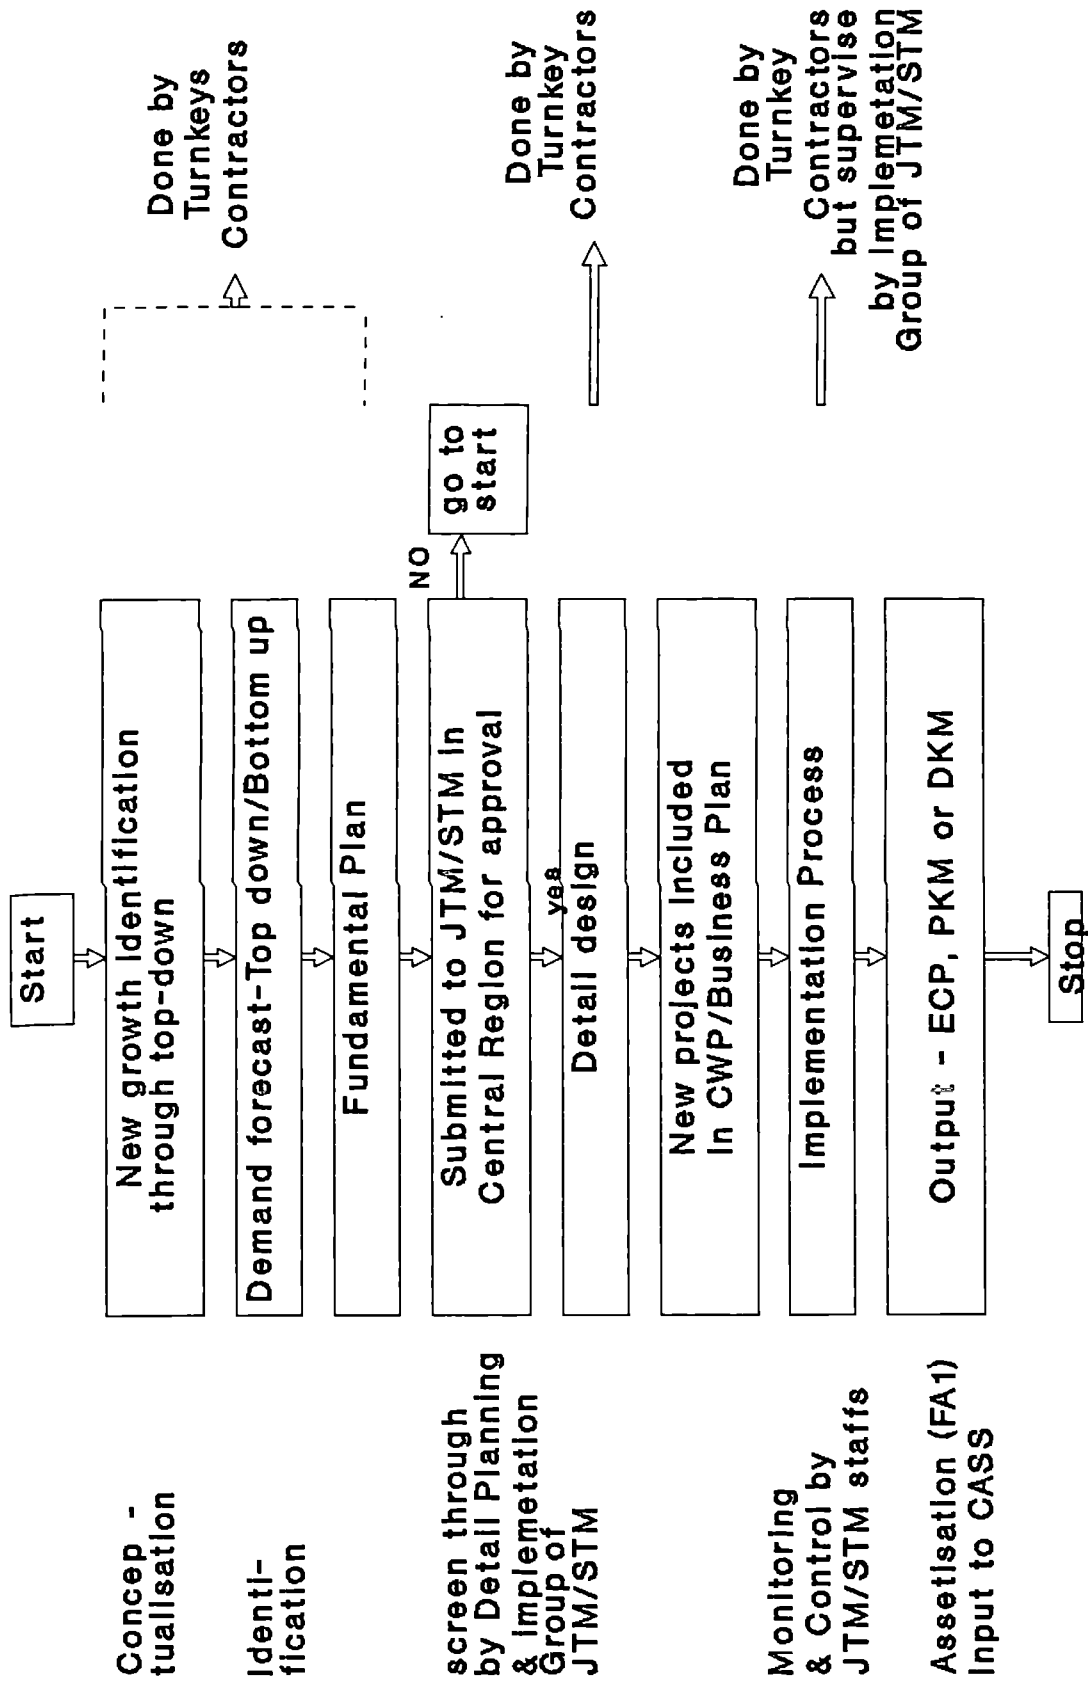 Start
Concep -
tualisation
New growth Identification
through top-down
Done by
Turnkeys
Contractors
Identi-
fication
Demand forecast-Top down/Bottom up
Fundamental Plan
NO
screen through
by Detail Planning
& Implemetation
Group of
JTM/STM
Submitted to JTM/STM In
Central Region for approval
go to
start
yes
Detail design
Done by
Turnkey
Contractors
New projects Included
In CWP/Business Plan
Monitoring
& Control by
JTM/STM staffs
Implementation Process
Done by
Turnkey
Contractors
but supervise
by Implemetation
Group of JTM/STM
Assetisation (FA1)
Input to CASS
Output - ECP, PKM or DKM
Stop